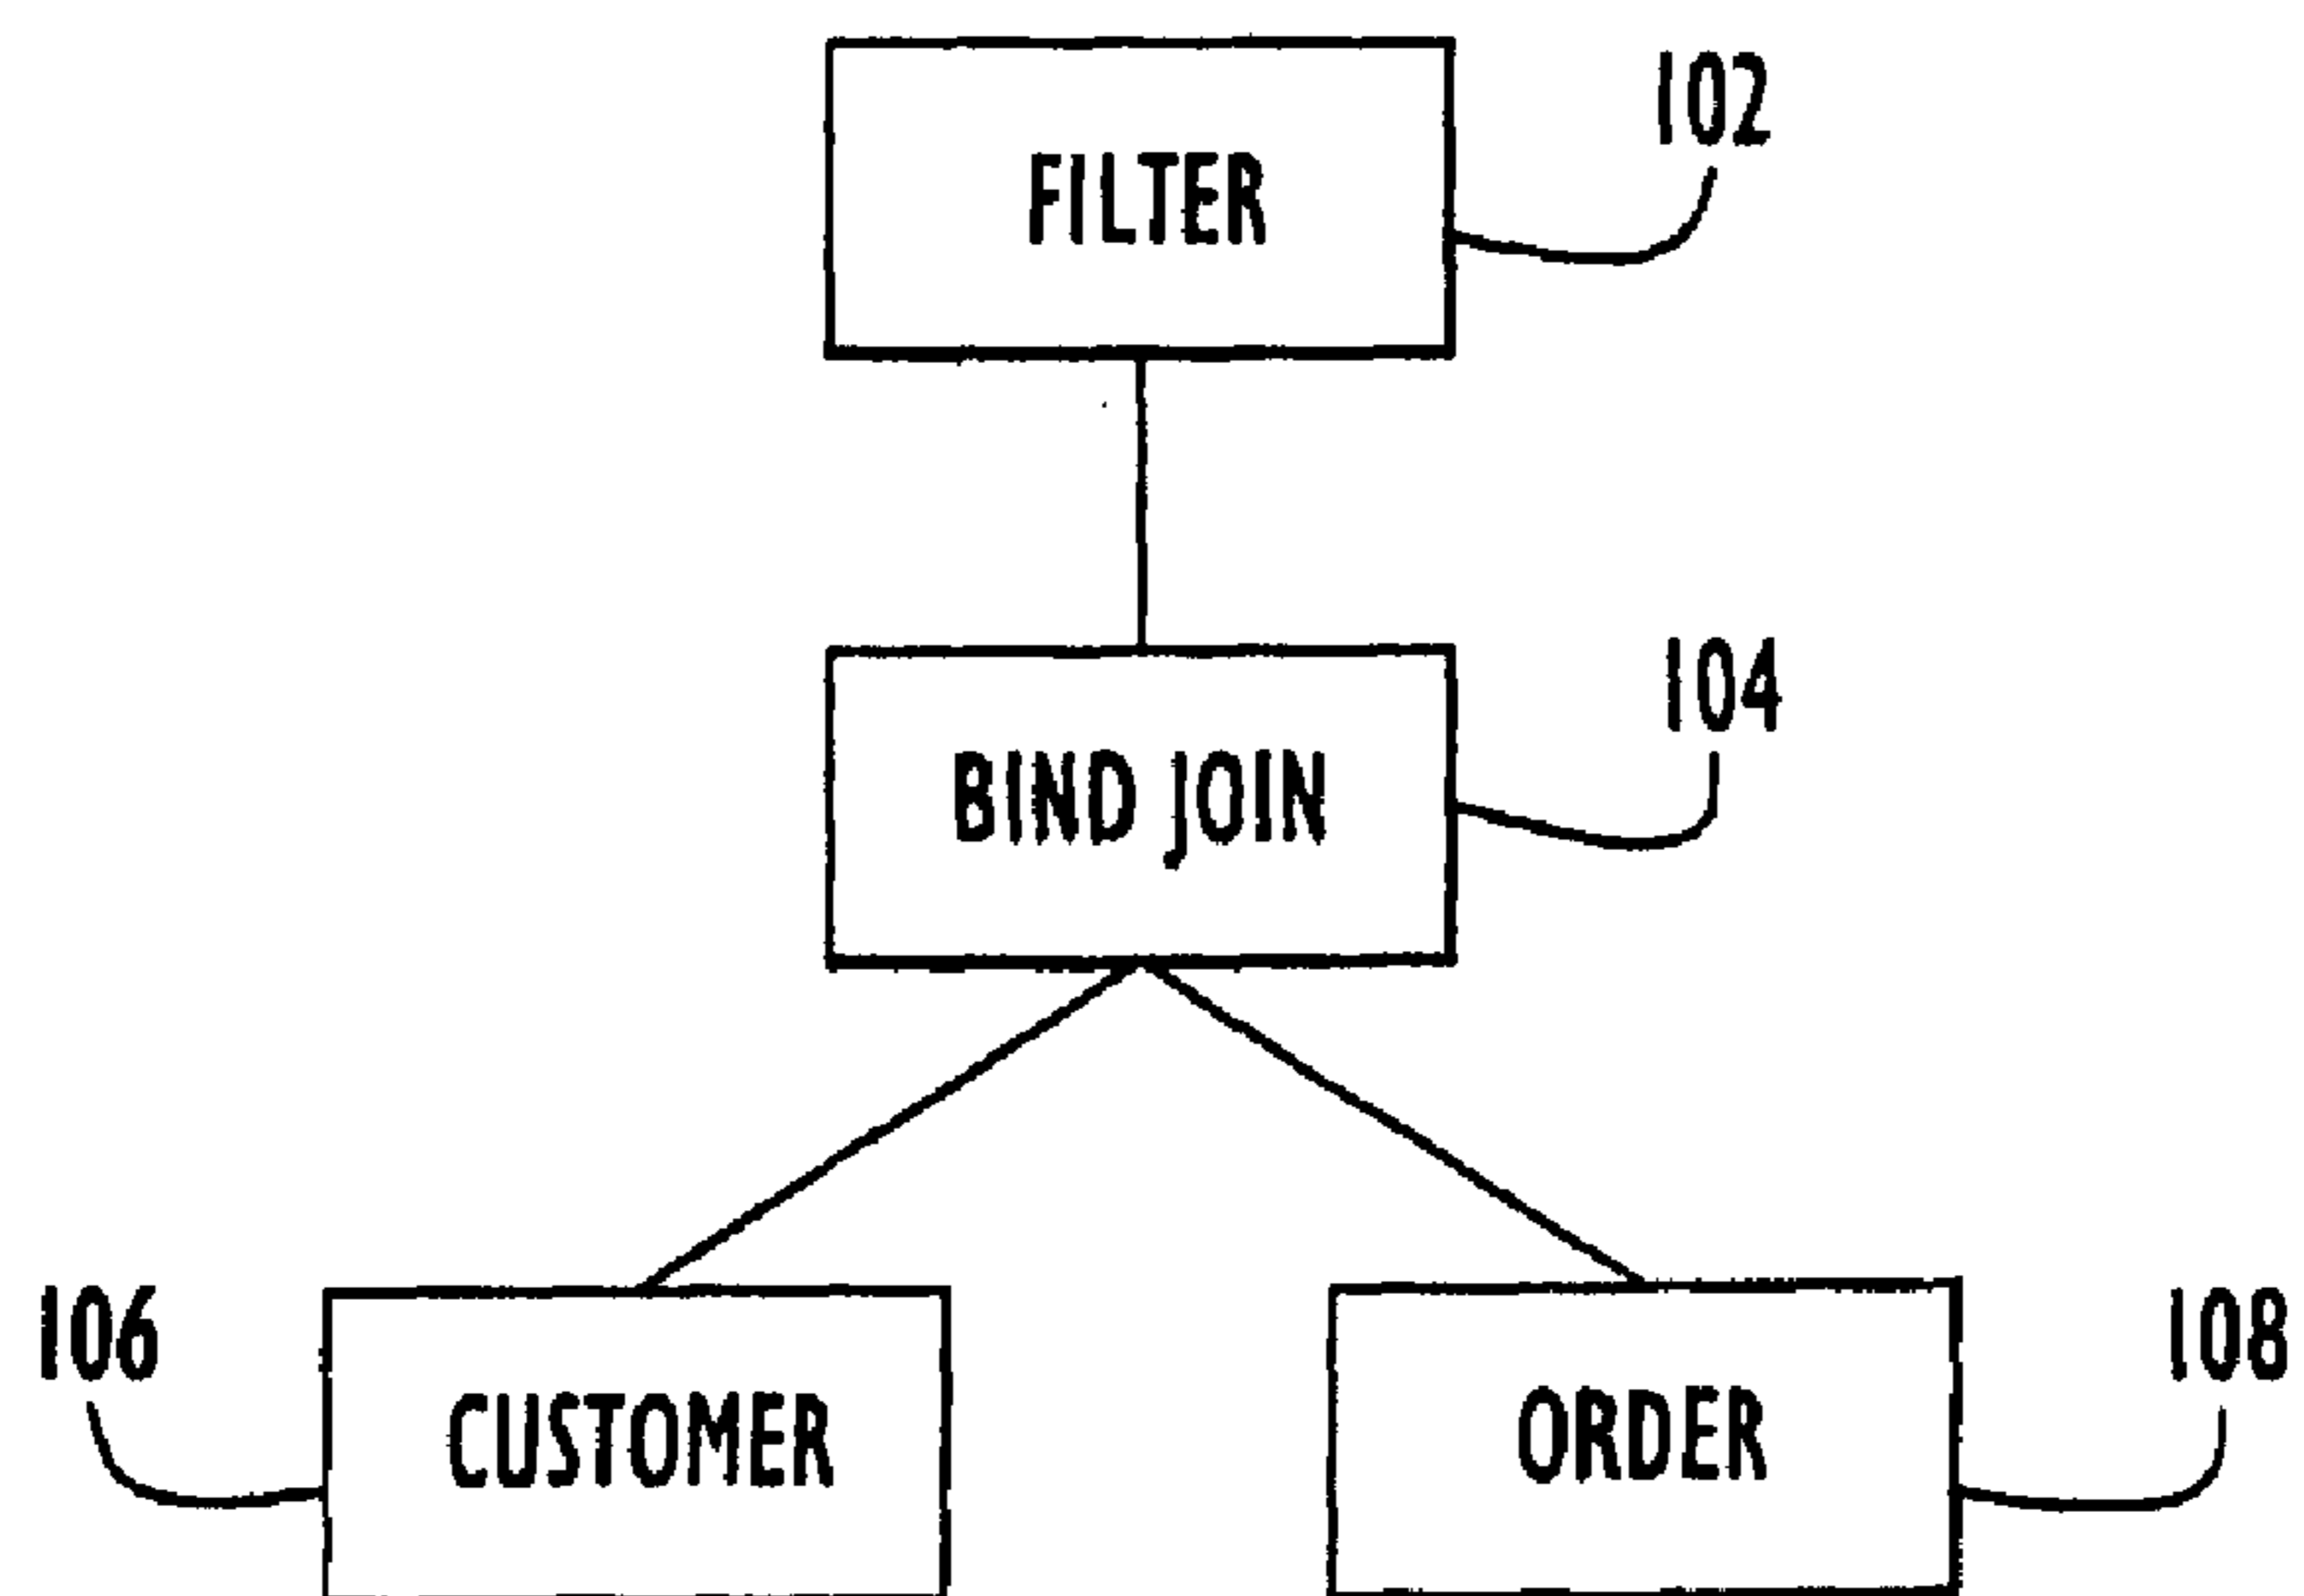 FILTER
102
BIND JOIN
104
106
CUSTOMER
ORDER
108